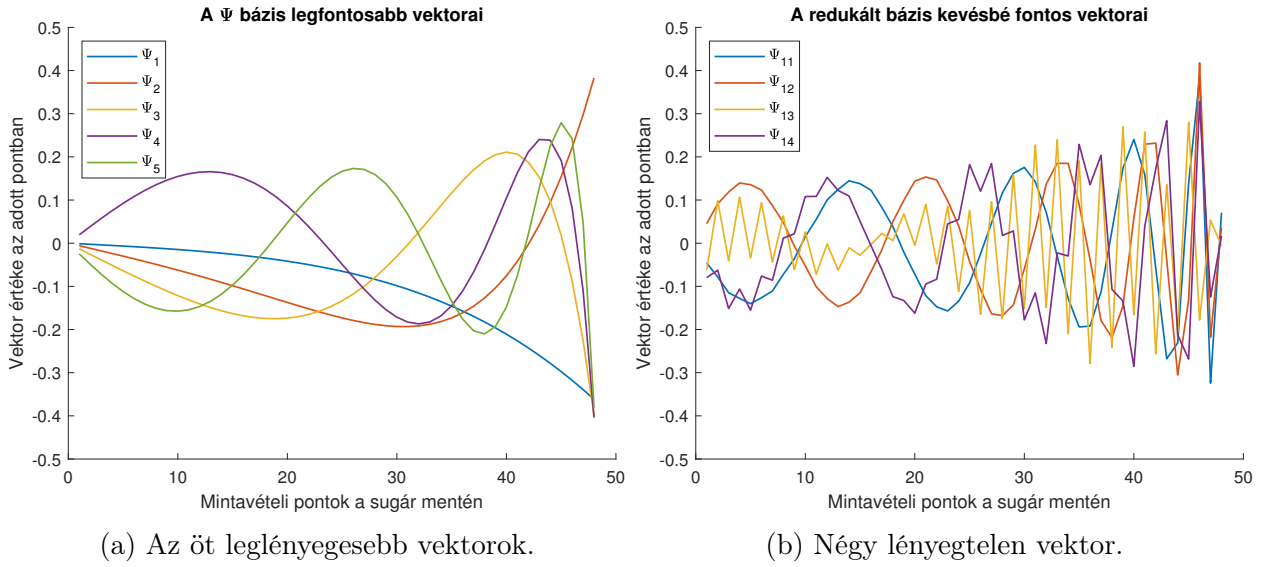 A Ψ bázis legfontosabb vektorai
Vektor értéke az adott pontban
0.5
0.4
0.3
0.2
0.1
0
-0.1
-0.2
-0.3
-0.4
-0.5
Ψ1
Ψ2
Ψ3
Ψ4
Ψ5
0 10 20 30 40 50
Mintavételi pontok a sugár mentén
(a) Az öt leglényegesebb vektorok.
A redukált bázis kevésbé fontos vektorai
Vektor értéke az adott pontban
0.5
0.4
0.3
0.2
0.1
0
-0.1
-0.2
-0.3
-0.4
-0.5
Ψ11
Ψ12
Ψ13
Ψ14
0 10 20 30 40 50
Mintavételi pontok a sugár mentén
(b) Négy lényegtelen vektor.